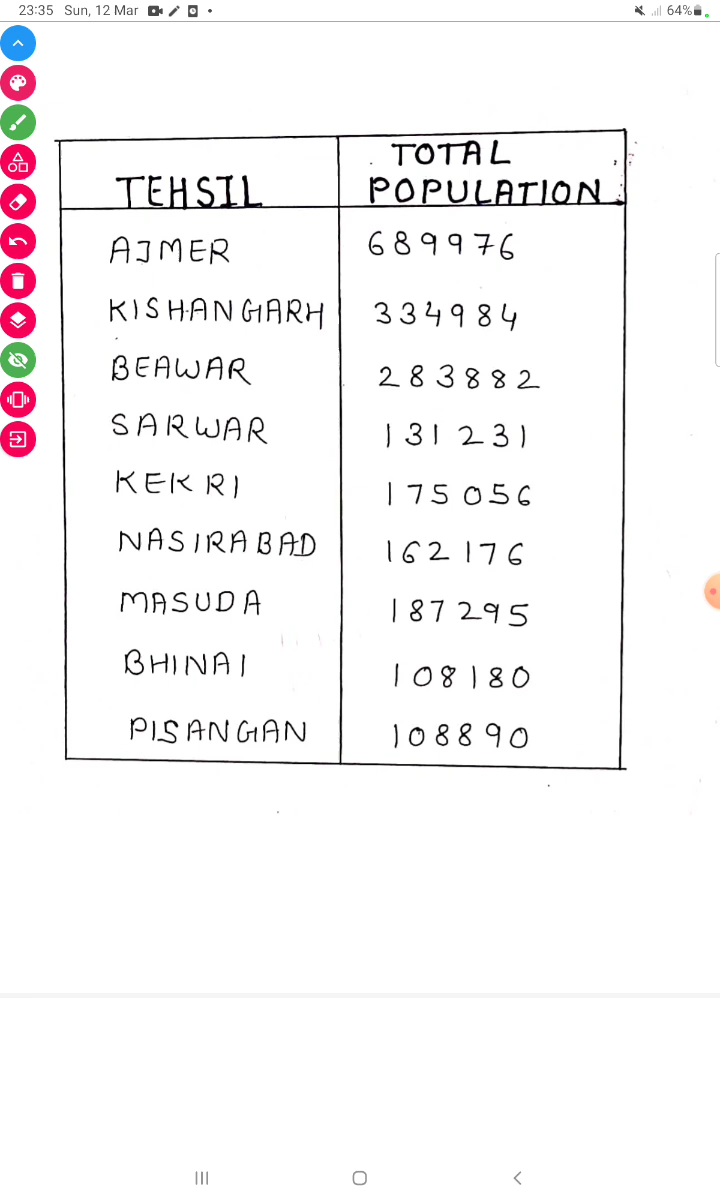 23:35 Sun, 12 Mar
64%
TEHSIL TOTAL POPULATION
AJMER 689976
KISHANGARH 334984
BEAWAR 283882
SARWAR 131231
KEKRI 175056
NASIRABAD 162176
MASUDA 187295
BHINAI 108180
PISANGAN 108890